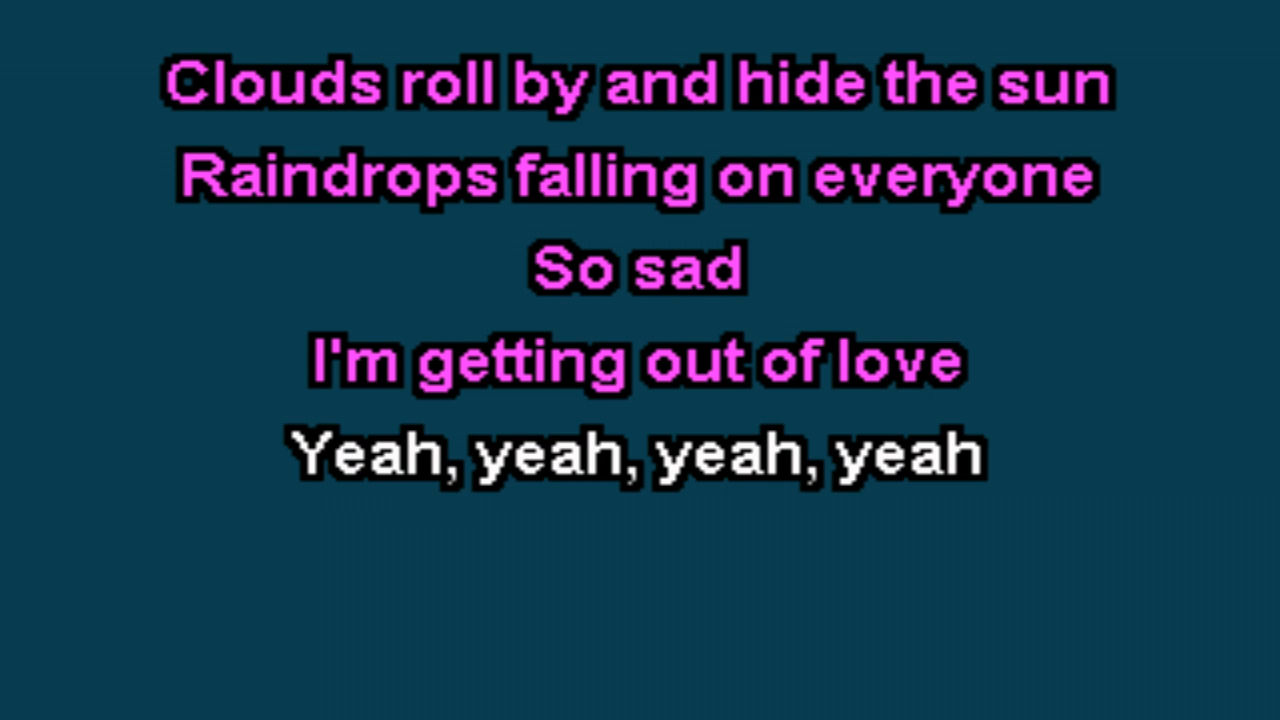 Clouds roll by and hide the sun
Raindrops falling on everyone
So sad
I'm getting out of love
Yeah, yeah, yeah, yeah